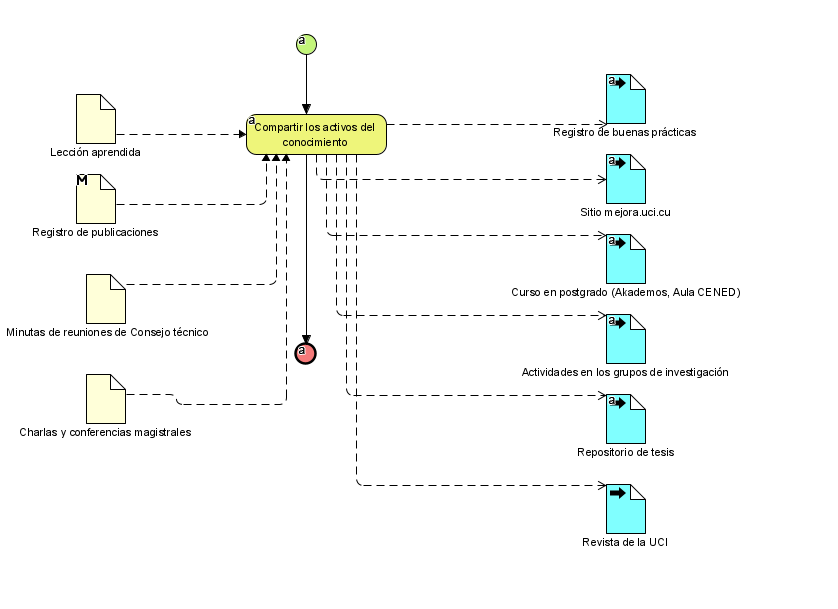 a
a
Compartir los activos del
conocimiento
Lección aprendida
M
Registro de publicaciones
Minutas de reuniones de Consejo técnico
Charlas y conferencias magistrales
a
a
Registro de buenas prácticas
a
Sitio mejora.uci.cu
a
Curso en postgrado (Akademos, Aula CENED)
a
Actividades en los grupos de investigación
a
Repositorio de tesis
Revista de la UCI